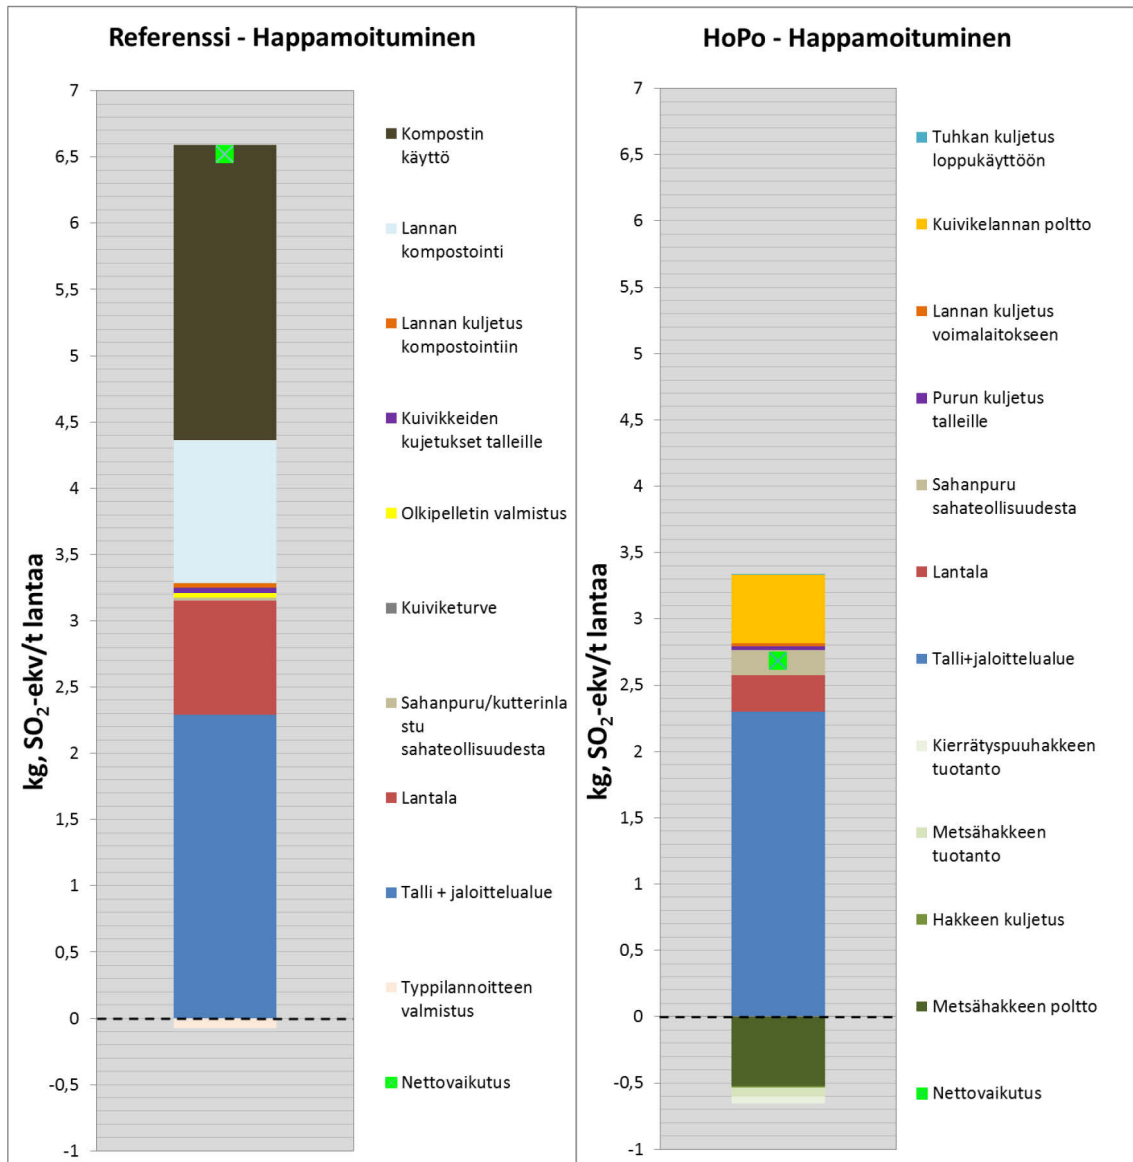 Referenssi - Happamoituminen
kg, SO₂-ekv/t lantaa
7
6,5
6
5,5
5
4,5
4
3,5
3
2,5
2
1,5
1
0,5
0
-0,5
-1
Kompostin
käyttö
Lannan
kompostointi
Lannan kuljetus
kompostointiin
Kuivikkeiden
kujetukset talleille
Olkipelletin valmistus
Kuiviketurve
Sahanpuru/kutterinla
stu
sahateollisuudesta
Lantala
Talli + jaloittelualue
Typpilannoitteen
valmistus
Nettovaikutus
HoPo - Happamoituminen
kg, SO₂-ekv/t lantaa
7
6,5
6
5,5
5
4,5
4
3,5
3
2,5
2
1,5
1
0,5
0
-0,5
-1
Tuhkan kuljetus
loppukäyttöön
Kuivikelannan poltto
Lannan kuljetus
voimalaitokseen
Purun kuljetus
talleille
Sahanpuru
sahateollisuudesta
Lantala
Talli+jaloittelualue
Kierrätyspuuhakkeen
tuotanto
Metsähakkeen
tuotanto
Hakkeen kuljetus
Metsähakkeen poltto
Nettovaikutus